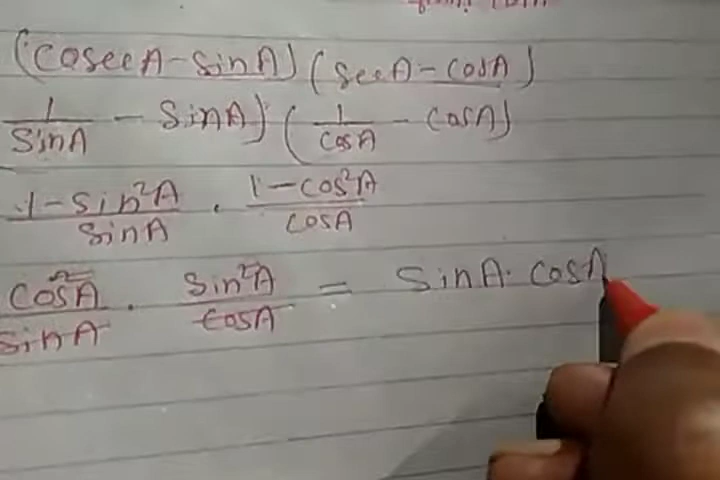 (cosecA - sinA) (secA - cosA)
1/sinA - sinA) (1/cosA - cosA)
1 - sin²A/sinA . 1 - cos²A/cosA
cos²A/sinA . sin²A/cosA = sinA. cosA